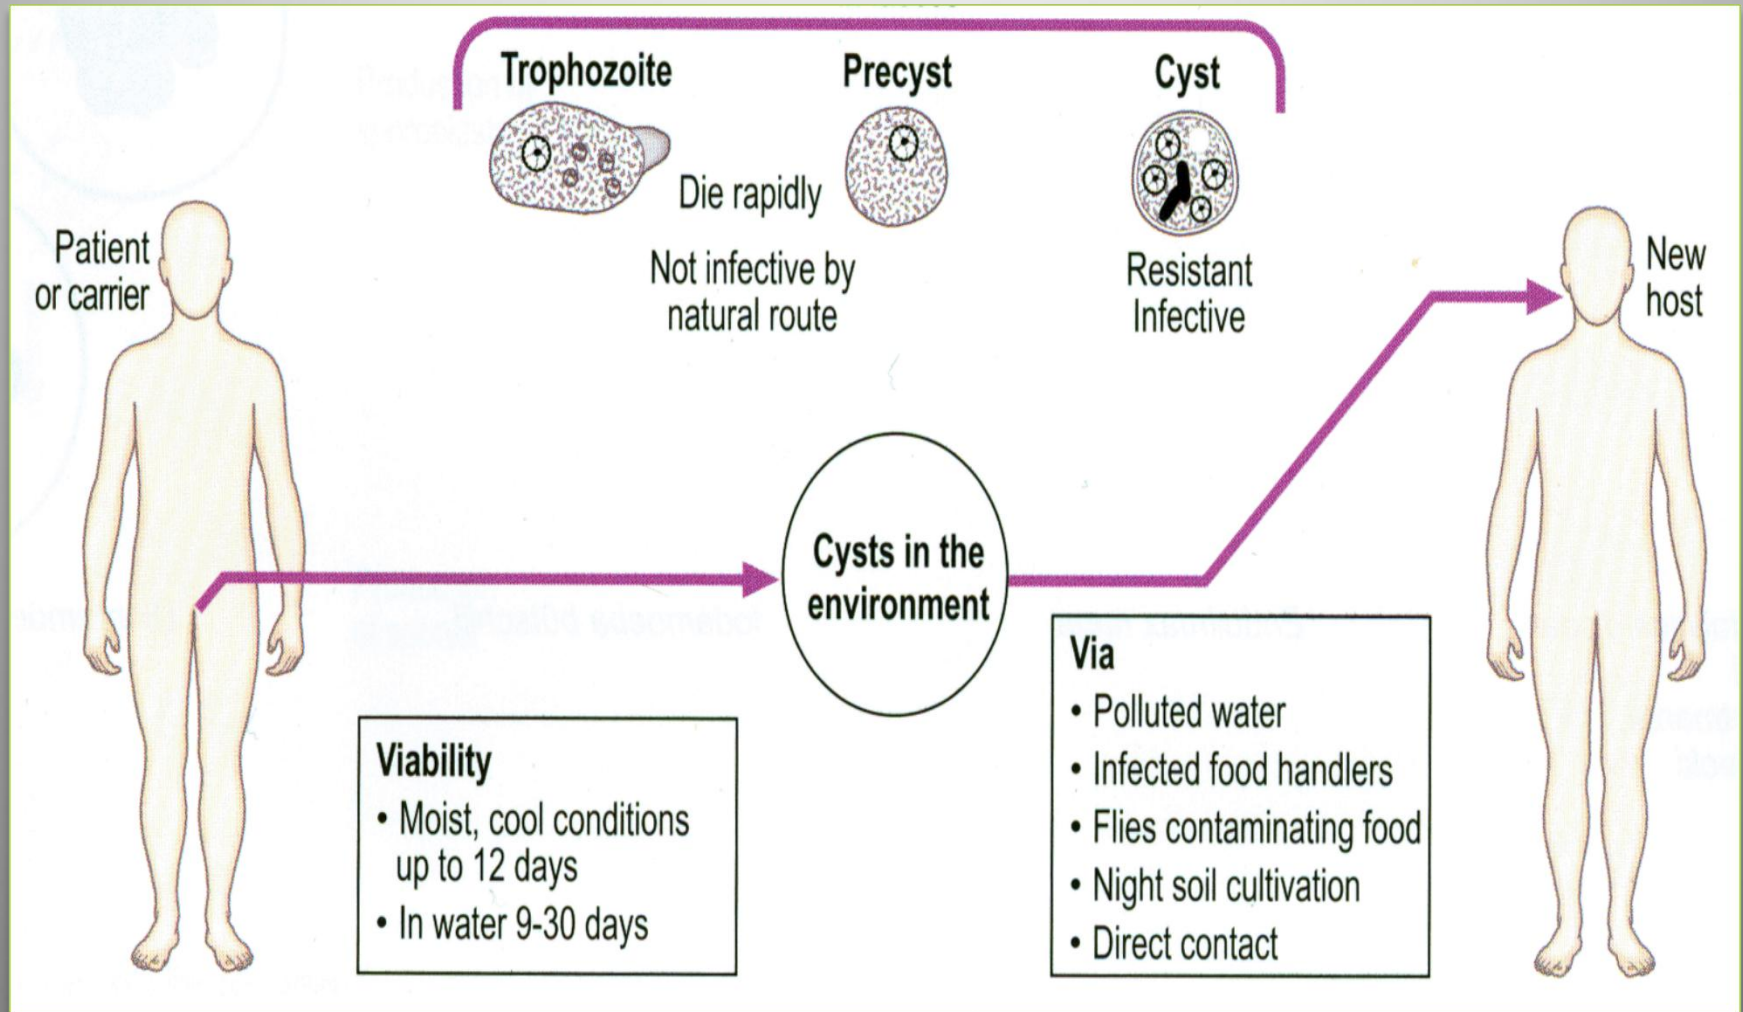 Trophozoite
Precyst
Cyst
Die rapidly
Not infective by
natural route
Resistant
Infective
Patient
or carrier
New
host
Cysts in the
environment
Viability
• Moist, cool conditions
up to 12 days
• In water 9-30 days
Via
• Polluted water
• Infected food handlers
• Flies contaminating food
• Night soil cultivation
• Direct contact